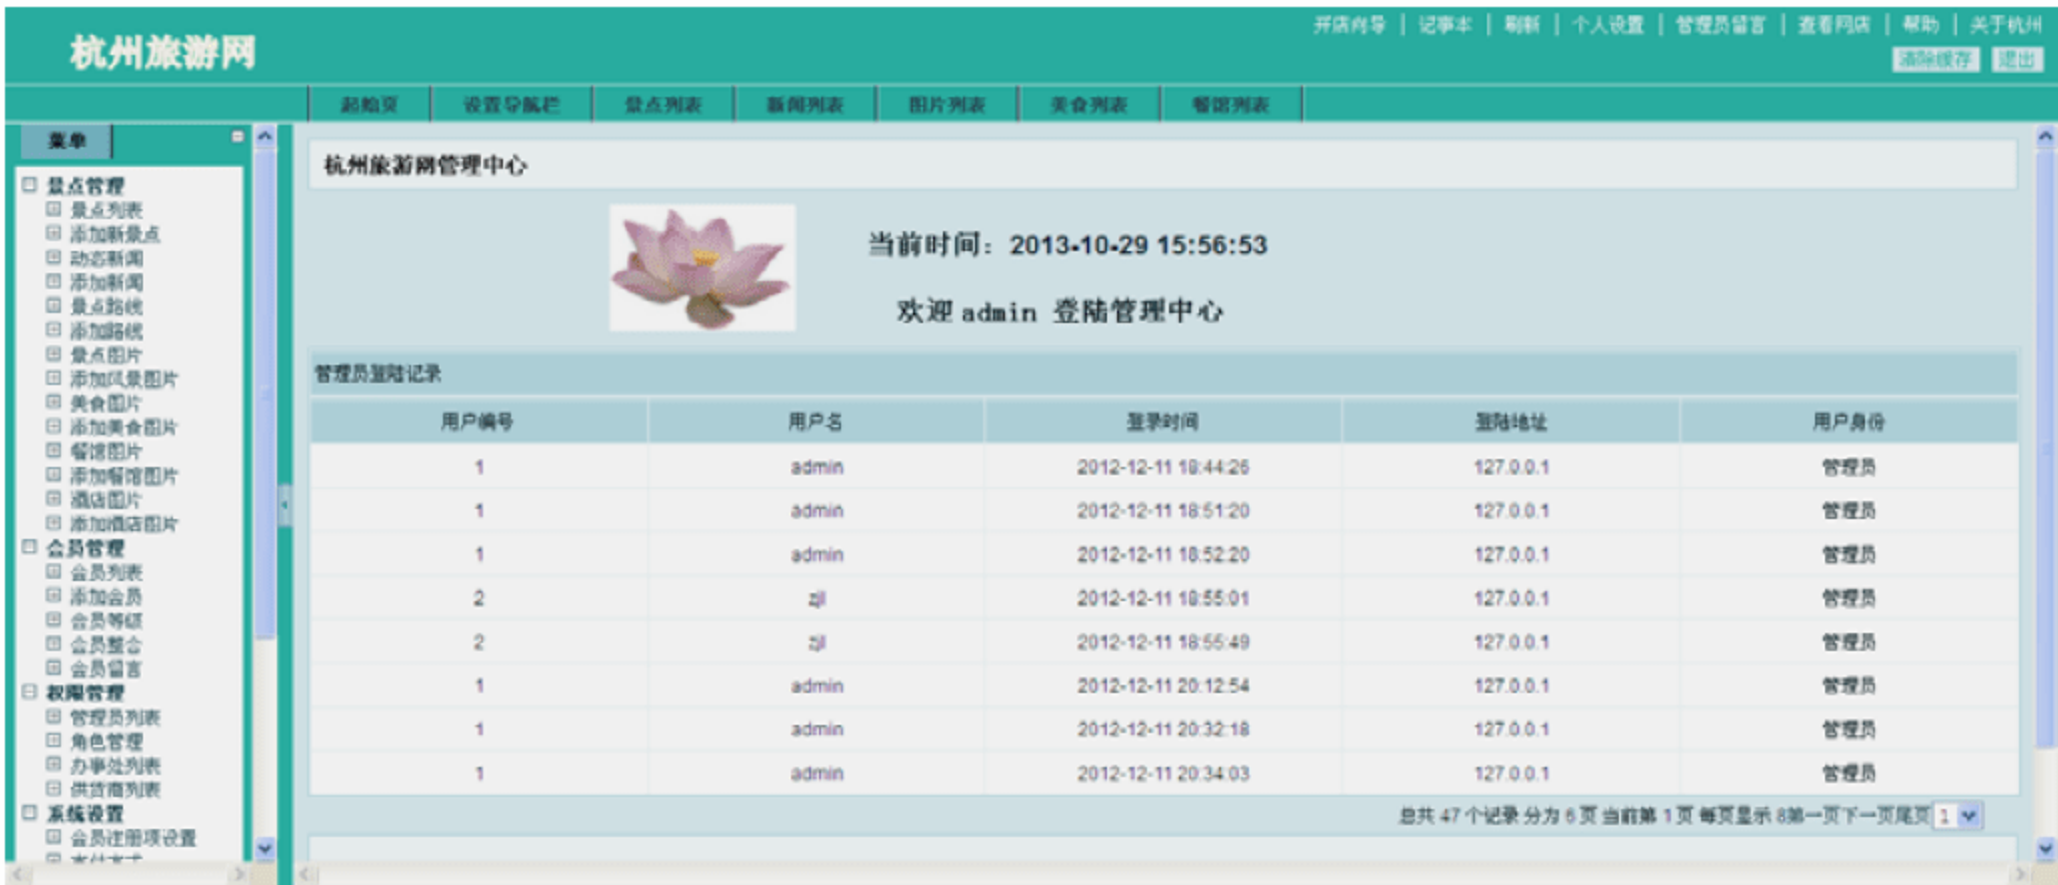 杭州旅游网
开店向导 | 记事本 | 刷新 | 个人设置 | 管理员留言 | 查看网店 | 帮助 | 关于杭州
清除缓存 退出
起始页 设置导航栏 景点列表 新闻列表 图片列表 美食列表 餐馆列表
菜单
景点管理
景点列表
添加新景点
动态新闻
添加新闻
景点路线
添加路线
景点图片
添加风景图片
美食图片
添加美食图片
餐馆图片
添加餐馆图片
酒店图片
添加酒店图片
会员管理
会员列表
添加会员
会员等级
会员整合
会员留言
权限管理
管理员列表
角色管理
办事处列表
供货商列表
系统设置
会员注册项设置
杭州旅游网管理中心
当前时间：2013-10-29 15:56:53
欢迎 admin 登陆管理中心
管理员登陆记录
用户编号 用户名 登录时间 登陆地址 用户身份
1 admin 2012-12-11 18:44:26 127.0.0.1 管理员
1 admin 2012-12-11 18:51:20 127.0.0.1 管理员
1 admin 2012-12-11 18:52:20 127.0.0.1 管理员
2 zjl 2012-12-11 18:55:01 127.0.0.1 管理员
2 zjl 2012-12-11 18:55:49 127.0.0.1 管理员
1 admin 2012-12-11 20:12:54 127.0.0.1 管理员
1 admin 2012-12-11 20:32:18 127.0.0.1 管理员
1 admin 2012-12-11 20:34:03 127.0.0.1 管理员
总共 47 个记录 分为 6 页 当前第 1 页 每页显示 8第一页下一页尾页 1